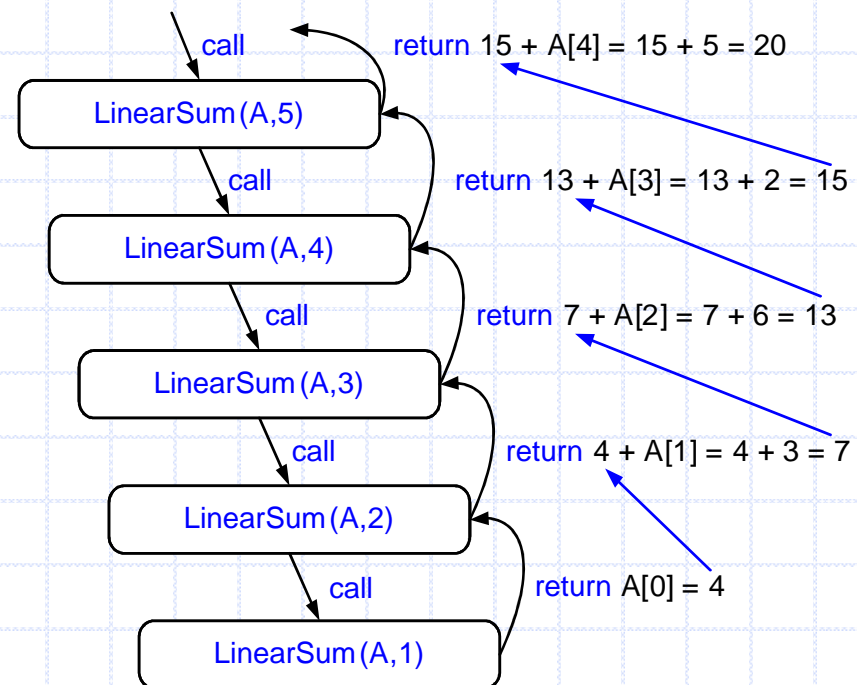 call
return 15 + A[4] = 15 + 5 = 20
LinearSum(A,5)
call
return 13 + A[3] = 13 + 2 = 15
LinearSum(A,4)
call
return 7 + A[2] = 7 + 6 = 13
LinearSum(A,3)
call
return 4 + A[1] = 4 + 3 = 7
LinearSum(A,2)
call
return A[0] = 4
LinearSum(A,1)